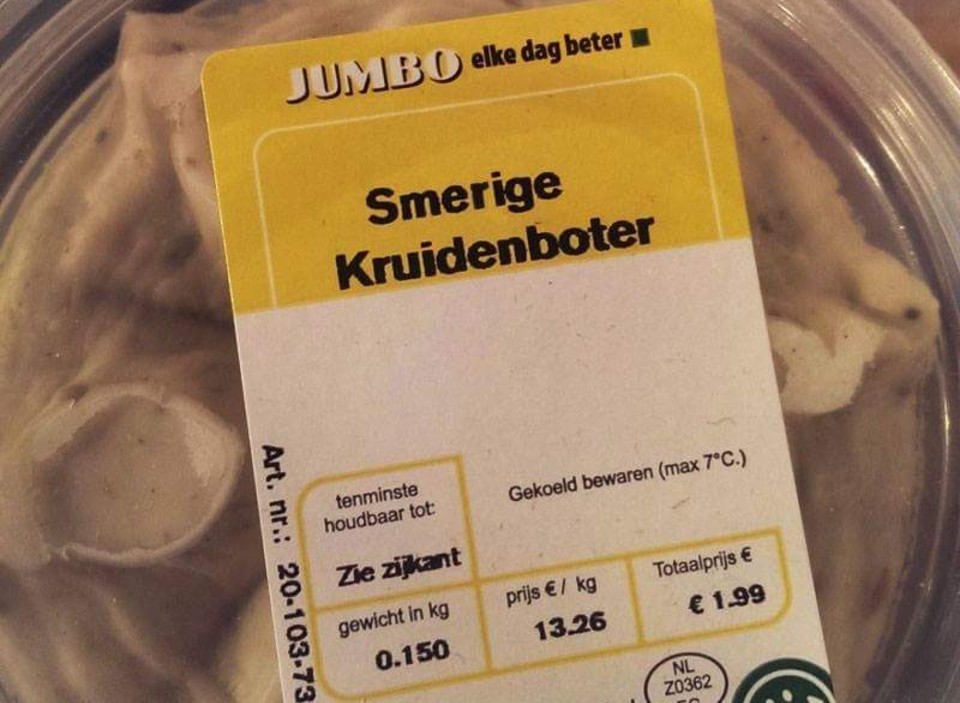 JUMBO elke dag beter
Smerige
Kruidenboter
Gekoeld bewaren (max 7°C.)
tenminste
houdbaar tot:
Zie zijkant
gewicht in kg
0.150
prijs € / kg
13.26
Totaalprijs €
€ 1.99
Art. nr.: 20-103-73
NL
Z0362